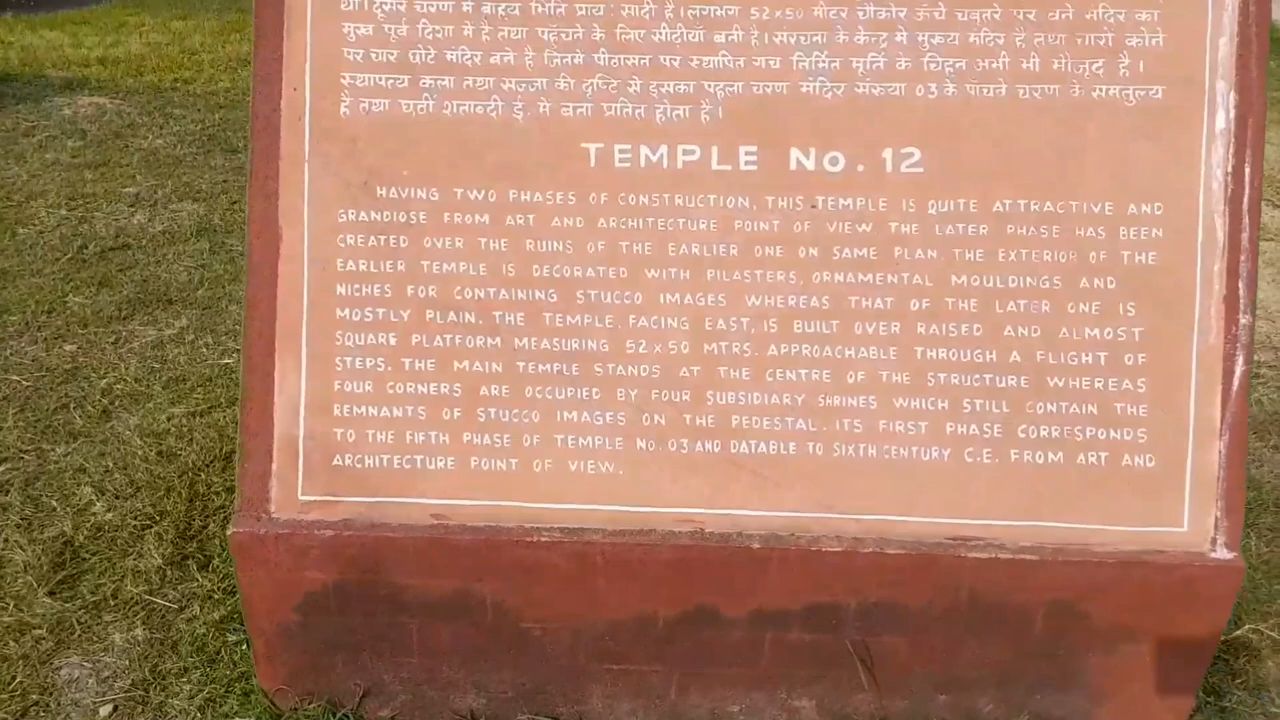 था। दूसरे चरण में बाह्य भिति प्राय: सादी है। लगभग 52x50 मीटर चौकोर ऊंचे चबूतरे पर बने मंदिर का
मुख पूर्व दिशा में है तथा पहुंचने के लिए सीढ़ीयाँ बनी है। संरचना के केन्द्र में मुख्य मंदिर है तथा चारों कोने
पर चार छोटे मंदिर बने है जिनमें पीठासन पर स्थापित गच निर्मित मूर्ति के चिहन अभी भी मौजूद है।
स्थापत्य कला तथा सज्जा की दृष्टि से इसका पहला चरण मंदिर संख्या 03 के पाँचवे चरण के समतुल्य
है तथा छठीं शताब्दी ई. में बना प्रतित होता है।
TEMPLE No. 12
HAVING TWO PHASES OF CONSTRUCTION, THIS TEMPLE IS QUITE ATTRACTIVE AND
GRANDIOSE FROM ART AND ARCHITECTURE POINT OF VIEW. THE LATER PHASE HAS BEEN
CREATED OVER THE RUINS OF THE EARLIER ONE ON SAME PLAN. THE EXTERIOR OF THE
EARLIER TEMPLE IS DECORATED WITH PILASTERS, ORNAMENTAL MOULDINGS AND
NICHES FOR CONTAINING STUCCO IMAGES WHEREAS THAT OF THE LATER ONE IS
MOSTLY PLAIN. THE TEMPLE, FACING EAST, IS BUILT OVER RAISED AND ALMOST
SQUARE PLATFORM MEASURING 52x50 MTRS. APPROACHABLE THROUGH A FLIGHT OF
STEPS. THE MAIN TEMPLE STANDS AT THE CENTRE OF THE STRUCTURE WHEREAS
FOUR CORNERS ARE OCCUPIED BY FOUR SUBSIDIARY SHRINES WHICH STILL CONTAIN THE
REMNANTS OF STUCCO IMAGES ON THE PEDESTAL. ITS FIRST PHASE CORRESPONDS
TO THE FIFTH PHASE OF TEMPLE No. 03 AND DATABLE TO SIXTH CENTURY C.E. FROM ART AND
ARCHITECTURE POINT OF VIEW.